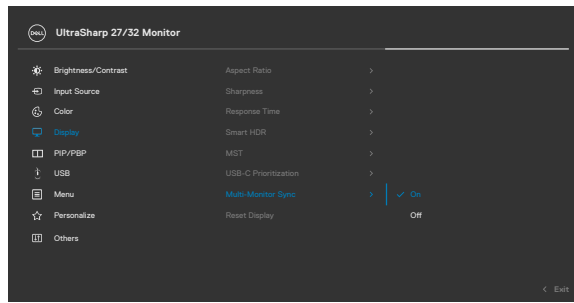 DELL UltraSharp 27/32 Monitor
Brightness/Contrast Aspect Ratio >
Input Source Sharpness >
Color Response Time >
Display Smart HDR >
PIP/PBP MST >
USB USB-C Prioritization >
Menu Multi-Monitor Sync > ✓ On
Personalize Reset Display Off
Others
< Exit